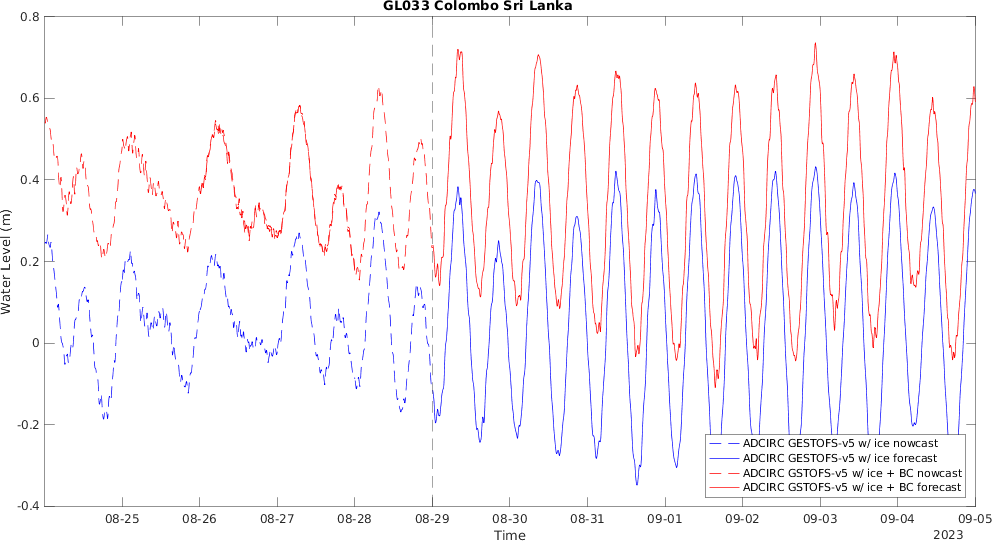 GL033 Colombo Sri Lanka
0.8
0.6
0.4
0.2
0
-0.2
-0.4
Water Level (m)
ADCIRC GESTOFS-v5 w/ ice nowcast
ADCIRC GESTOFS-v5 w/ ice forecast
ADCIRC GSTOFS-v5 w/ ice + BC nowcast
ADCIRC GSTOFS-v5 w/ ice + BC forecast
08-25 08-26 08-27 08-28 08-29 08-30 08-31 09-01 09-02 09-03 09-04 09-05
Time
2023